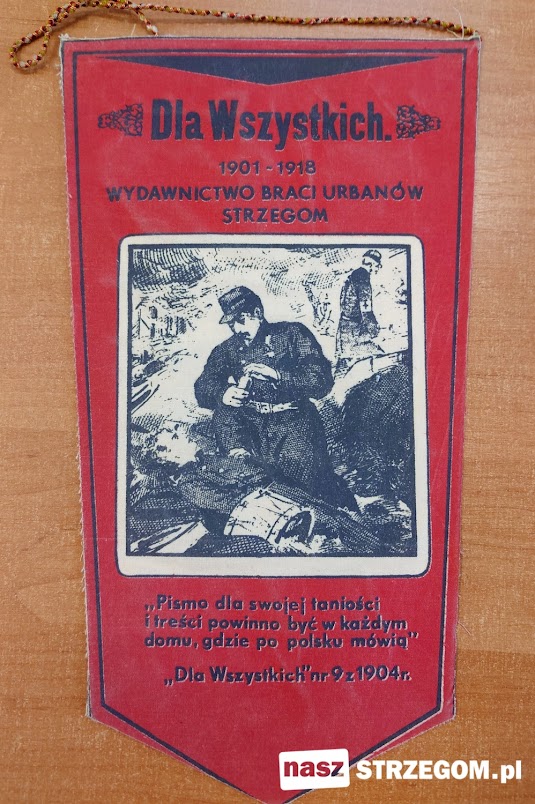 Dla Wszystkich.
1901-1918
WYDAWNICTWO BRACI URBANÓW
STRZEGOM
„Pismo dla swojej taniości
i treści powinno być w każdym
domu, gdzie po polsku mówią"
„Dla Wszystkich" nr 9 z 1904 r.
nasz STRZEGOM.pl